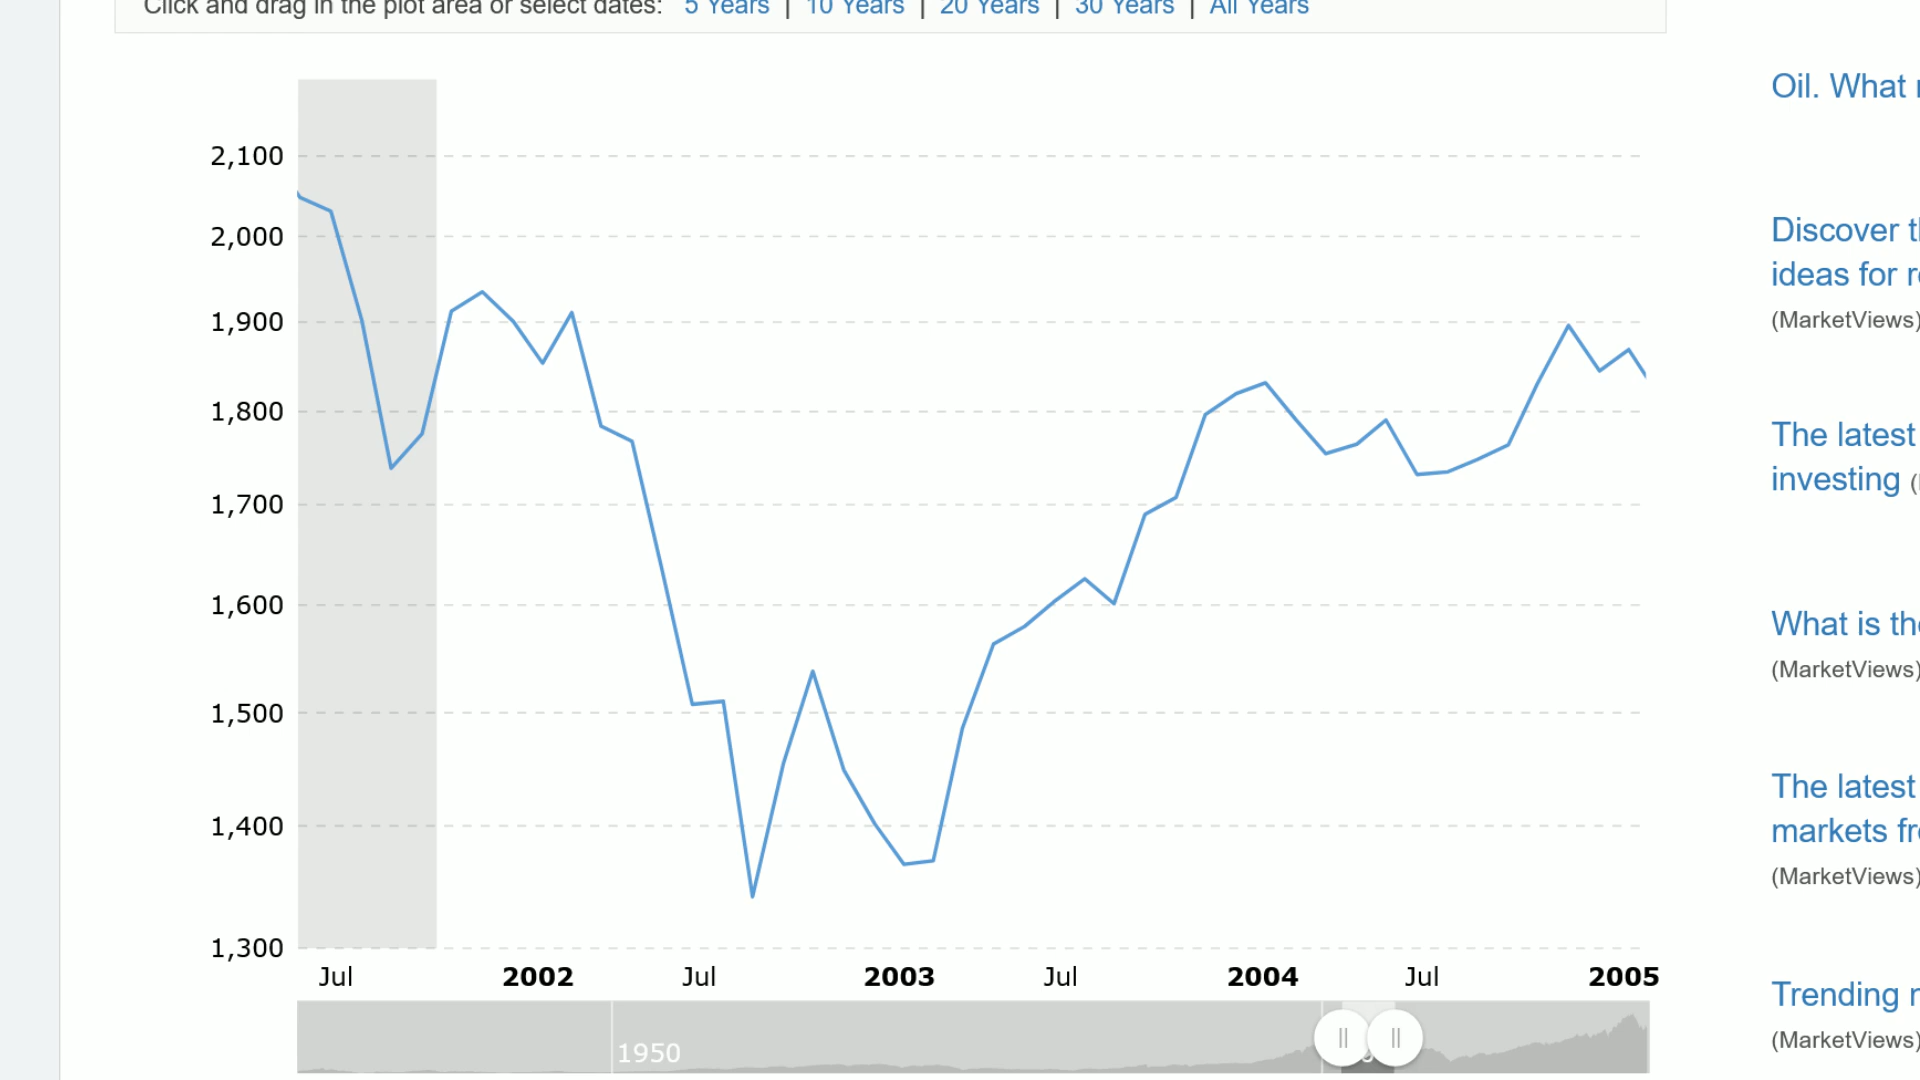 Click and drag in the plot area or select dates: 5 Years | 10 Years | 20 Years | 30 Years | All Years
2,100
2,000
1,900
1,800
1,700
1,600
1,500
1,400
1,300
Jul 2002 Jul 2003 Jul 2004 Jul 2005
1950
Oil. What
Discover
ideas for
(MarketViews)
The latest
investing
What is the
(MarketViews)
The latest
markets
(MarketViews)
Trending
(MarketViews)